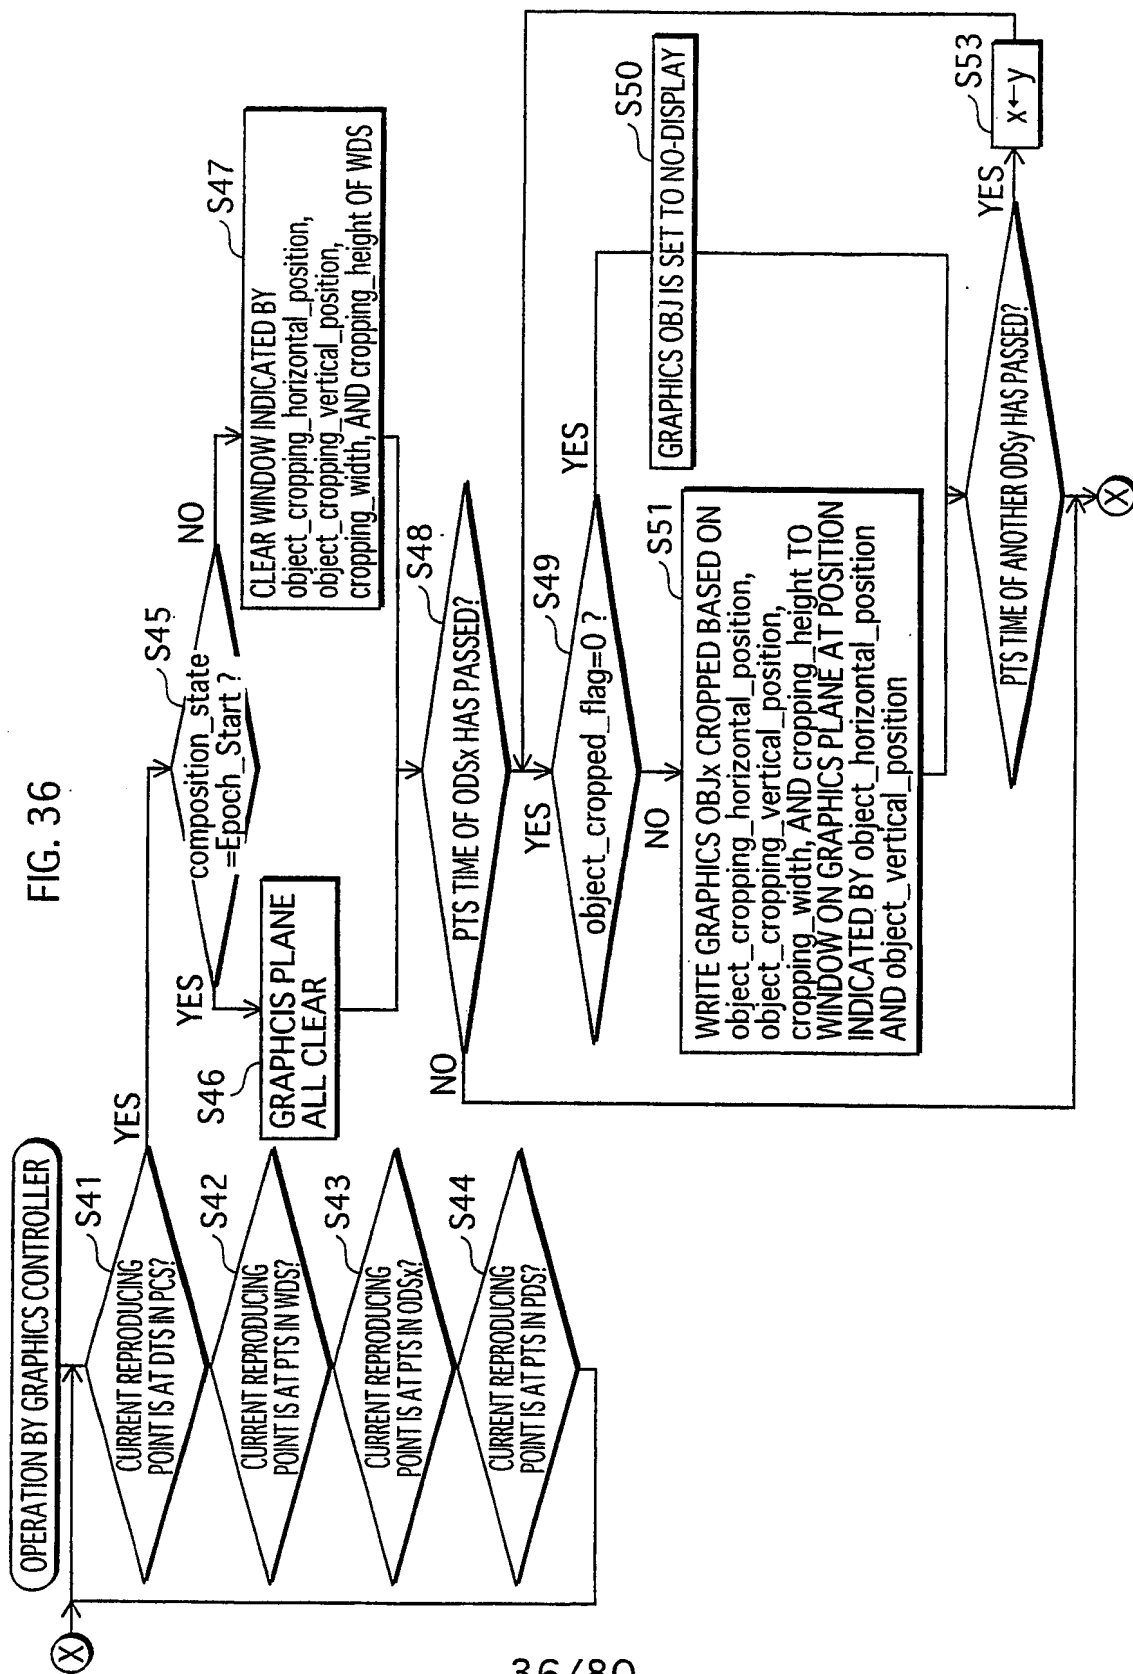 FIG. 36
OPERATION BY GRAPHICS CONTROLLER
X
S41
CURRENT REPRODUCING
POINT IS AT DTS IN PCS?
YES
S42
CURRENT REPRODUCING
POINT IS AT PTS IN WDS?
S43
CURRENT REPRODUCING
POINT IS AT PTS IN ODSx?
S44
CURRENT REPRODUCING
POINT IS AT PTS IN PDS?
S45
composition_state
=Epoch_Start ?
YES
NO
S46
GRAPHCIS PLANE
ALL CLEAR
S47
CLEAR WINDOW INDICATED BY
object_cropping_horizontal_position,
object_cropping_vertical_position,
cropping_width, AND cropping_height OF WDS
S48
PTS TIME OF ODSx HAS PASSED?
NO
YES
S49
object_cropped_flag=0 ?
YES
NO
S50
GRAPHICS OBJ IS SET TO NO-DISPLAY
S51
WRITE GRAPHICS OBJx CROPPED BASED ON
object_cropping_horizontal_position,
object_cropping_vertical_position,
cropping_width, AND cropping_height TO
WINDOW ON GRAPHICS PLANE AT POSITION
INDICATED BY object_horizontal_position
AND object_vertical_position
PTS TIME OF ANOTHER ODSy HAS PASSED?
YES
S53
x←y
X
36/80